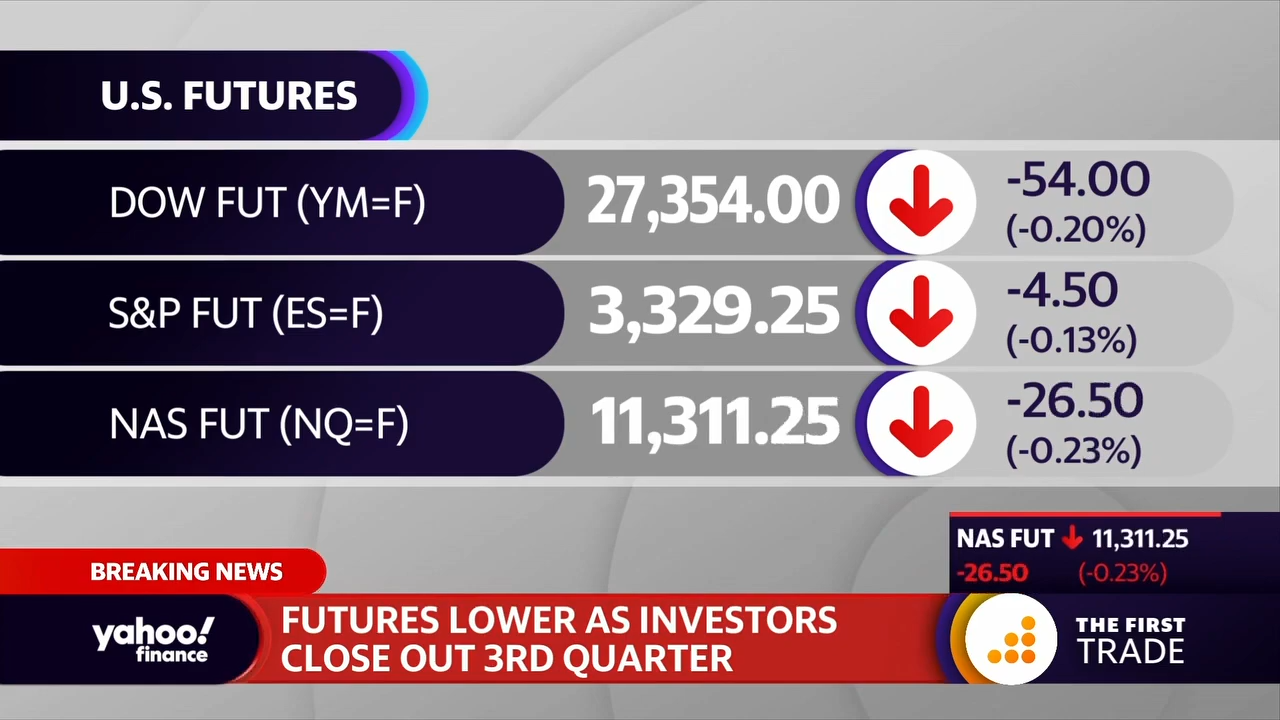 U.S. FUTURES
DOW FUT (YM=F) 27,354.00 -54.00
(-0.20%)
S&P FUT (ES=F) 3,329.25 -4.50
(-0.13%)
NAS FUT (NQ=F) 11,311.25 -26.50
(-0.23%)
NAS FUT 11,311.25
-26.50 (-0.23%)
BREAKING NEWS
yahoo!
finance
FUTURES LOWER AS INVESTORS
CLOSE OUT 3RD QUARTER
THE FIRST
TRADE